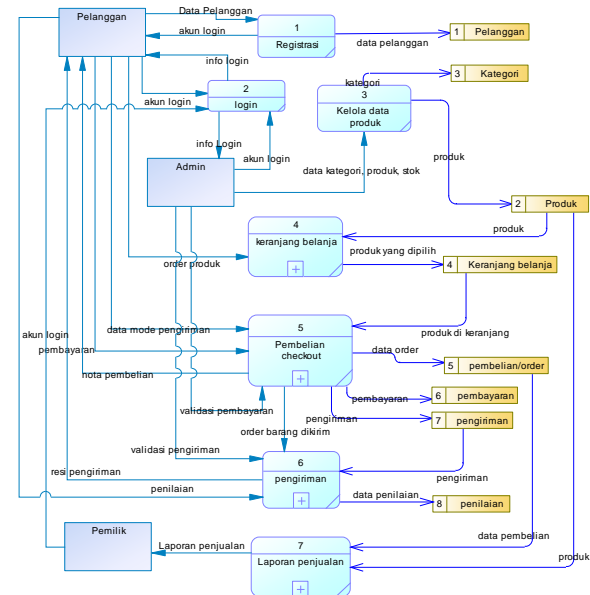 Pelanggan
Data Pelanggan
akun login
1
Registrasi
data pelanggan
1 Pelanggan
info login
kategori
3 Kategori
2
login
akun login
3
Kelola data
produk
info Login
akun login
Admin
data kategori, produk, stok
produk
2 Produk
produk
4
keranjang belanja
produk yang dipilih
order produk
4 Keranjang belanja
akun login
data mode pengiriman
5
Pembelian
checkout
produk di keranjang
pembayaran
data order
5 pembelian/order
nota pembelian
pembayaran
6 pembayaran
validasi pembayaran
pengiriman
7 pengiriman
order barang dikirim
validasi pengiriman
6
pengiriman
resi pengiriman
pengiriman
penilaian
data penilaian
8 penilaian
Pemilik
Laporan penjualan
7
Laporan penjualan
data pembelian
produk